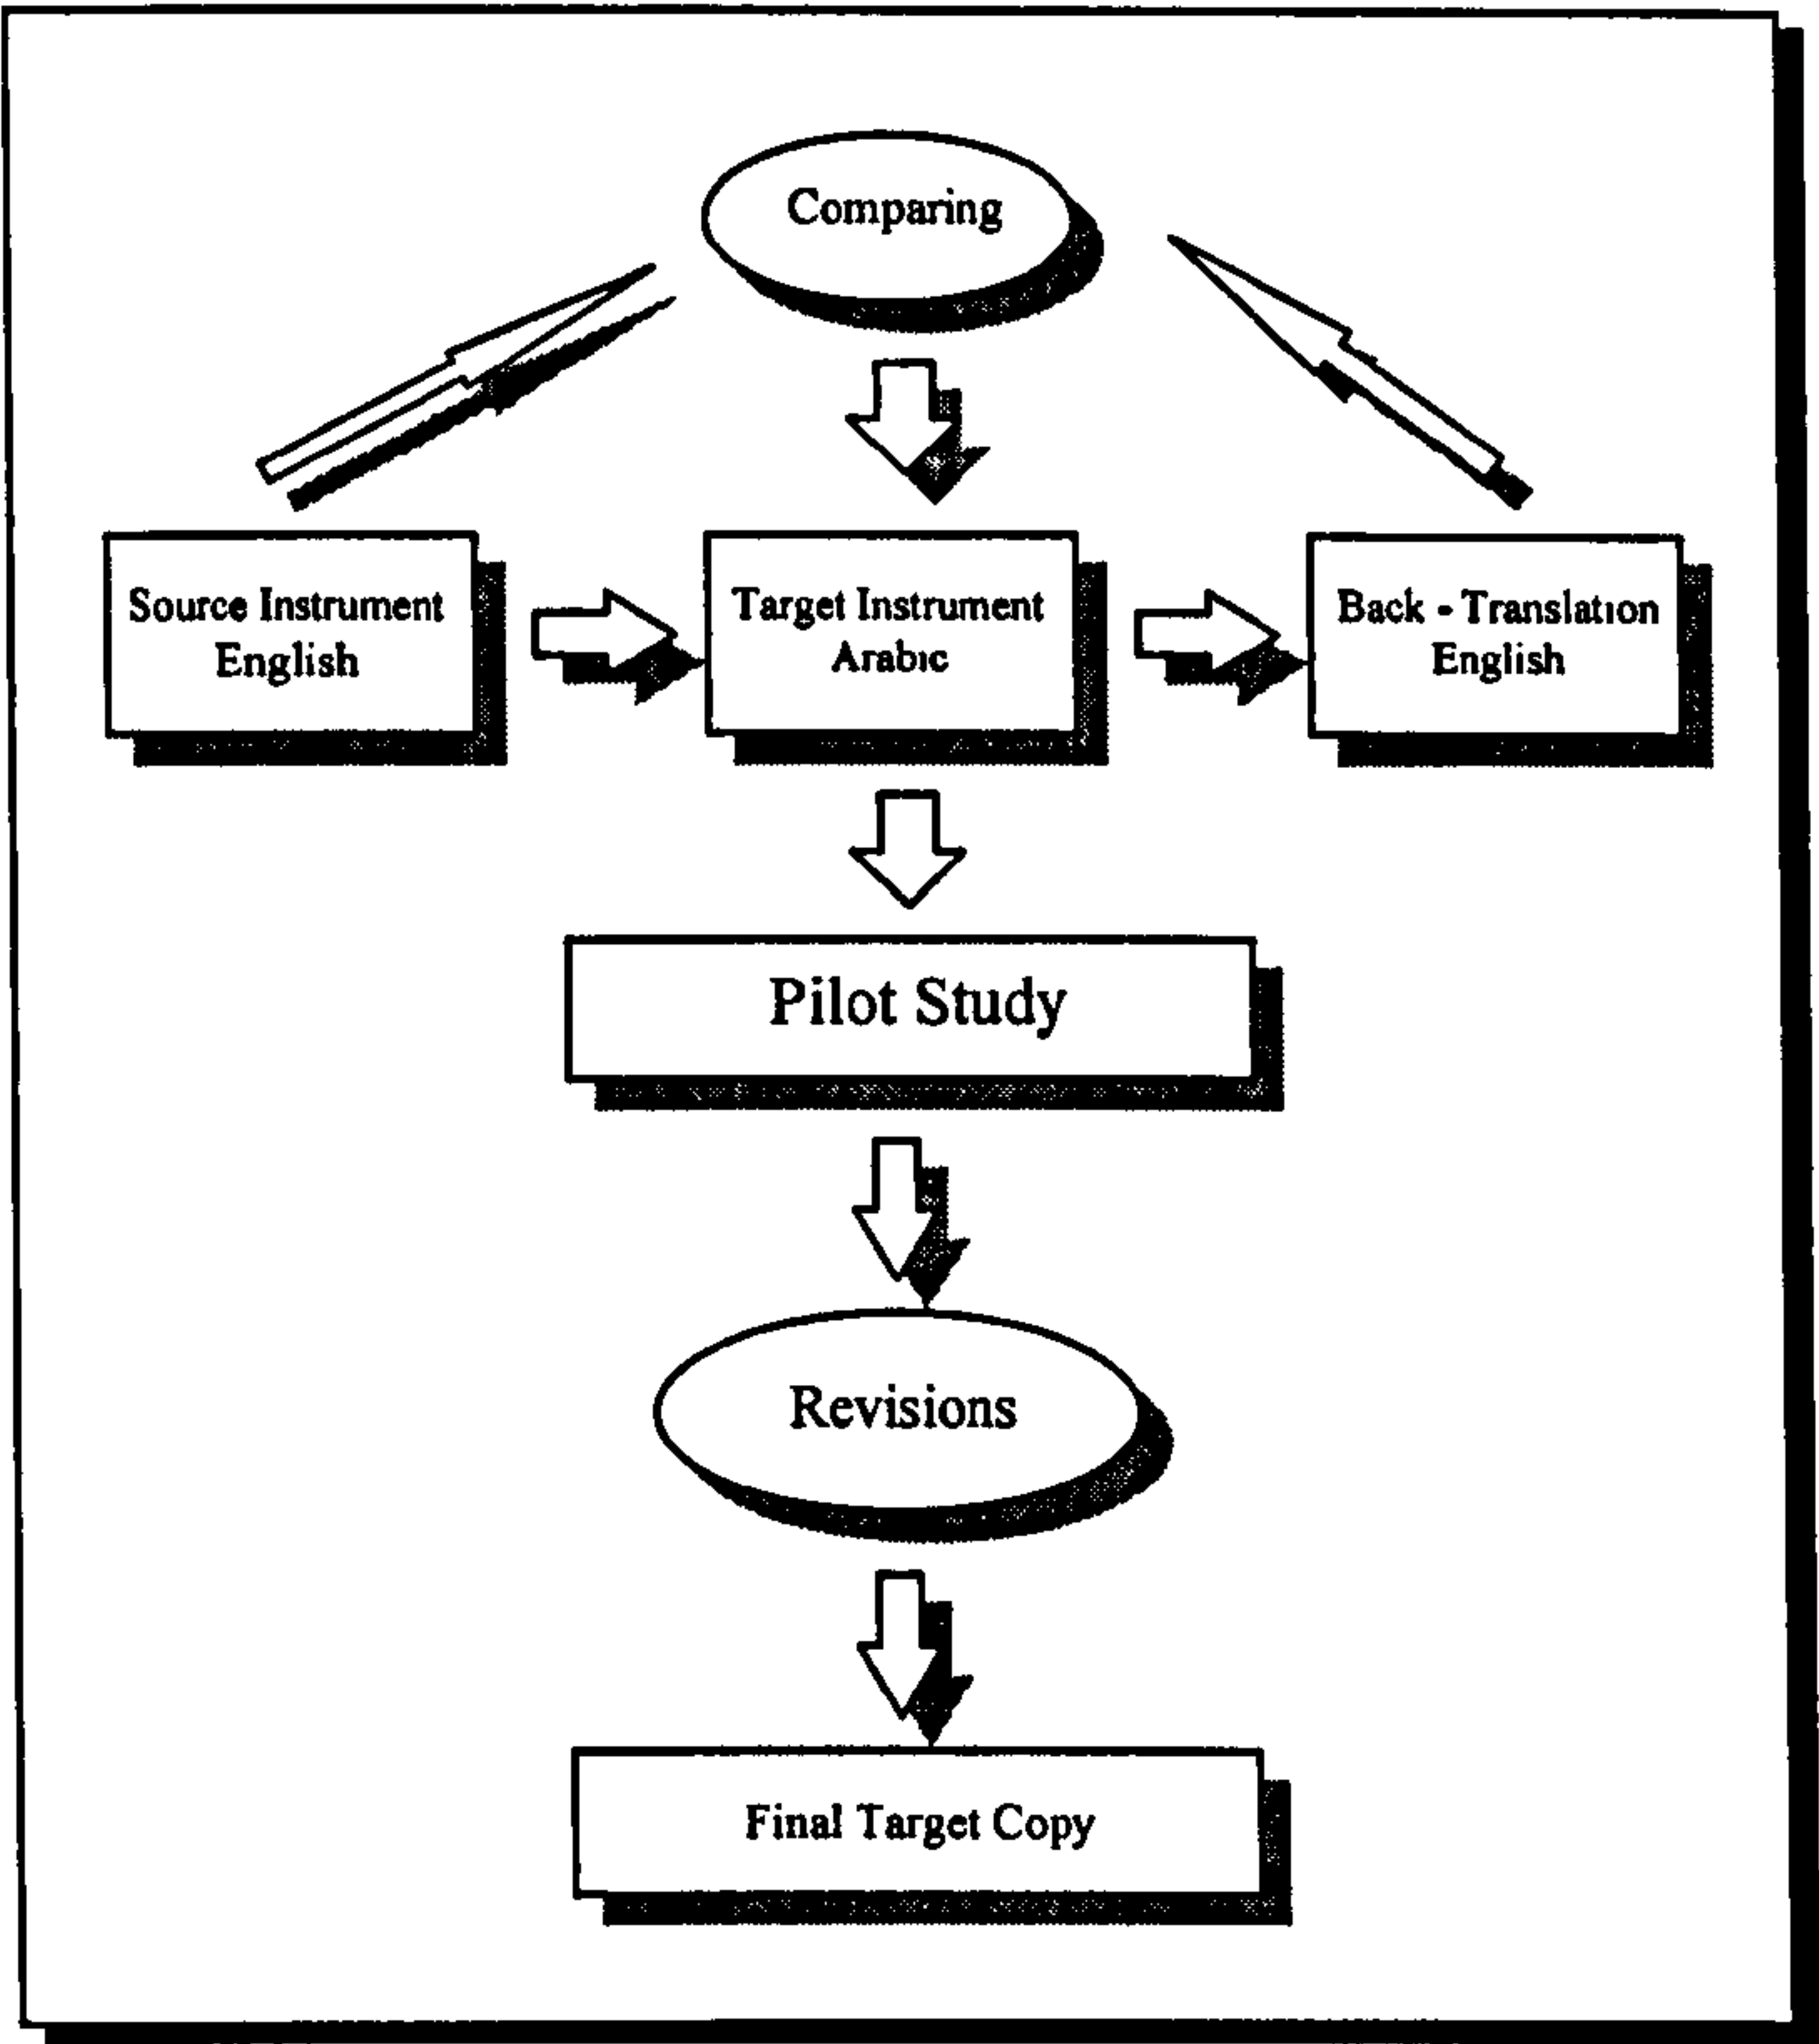 Comparing
Source Instrument
English
Target Instrument
Arabic
Back - Translation
English
Pilot Study
Revisions
Final Target Copy